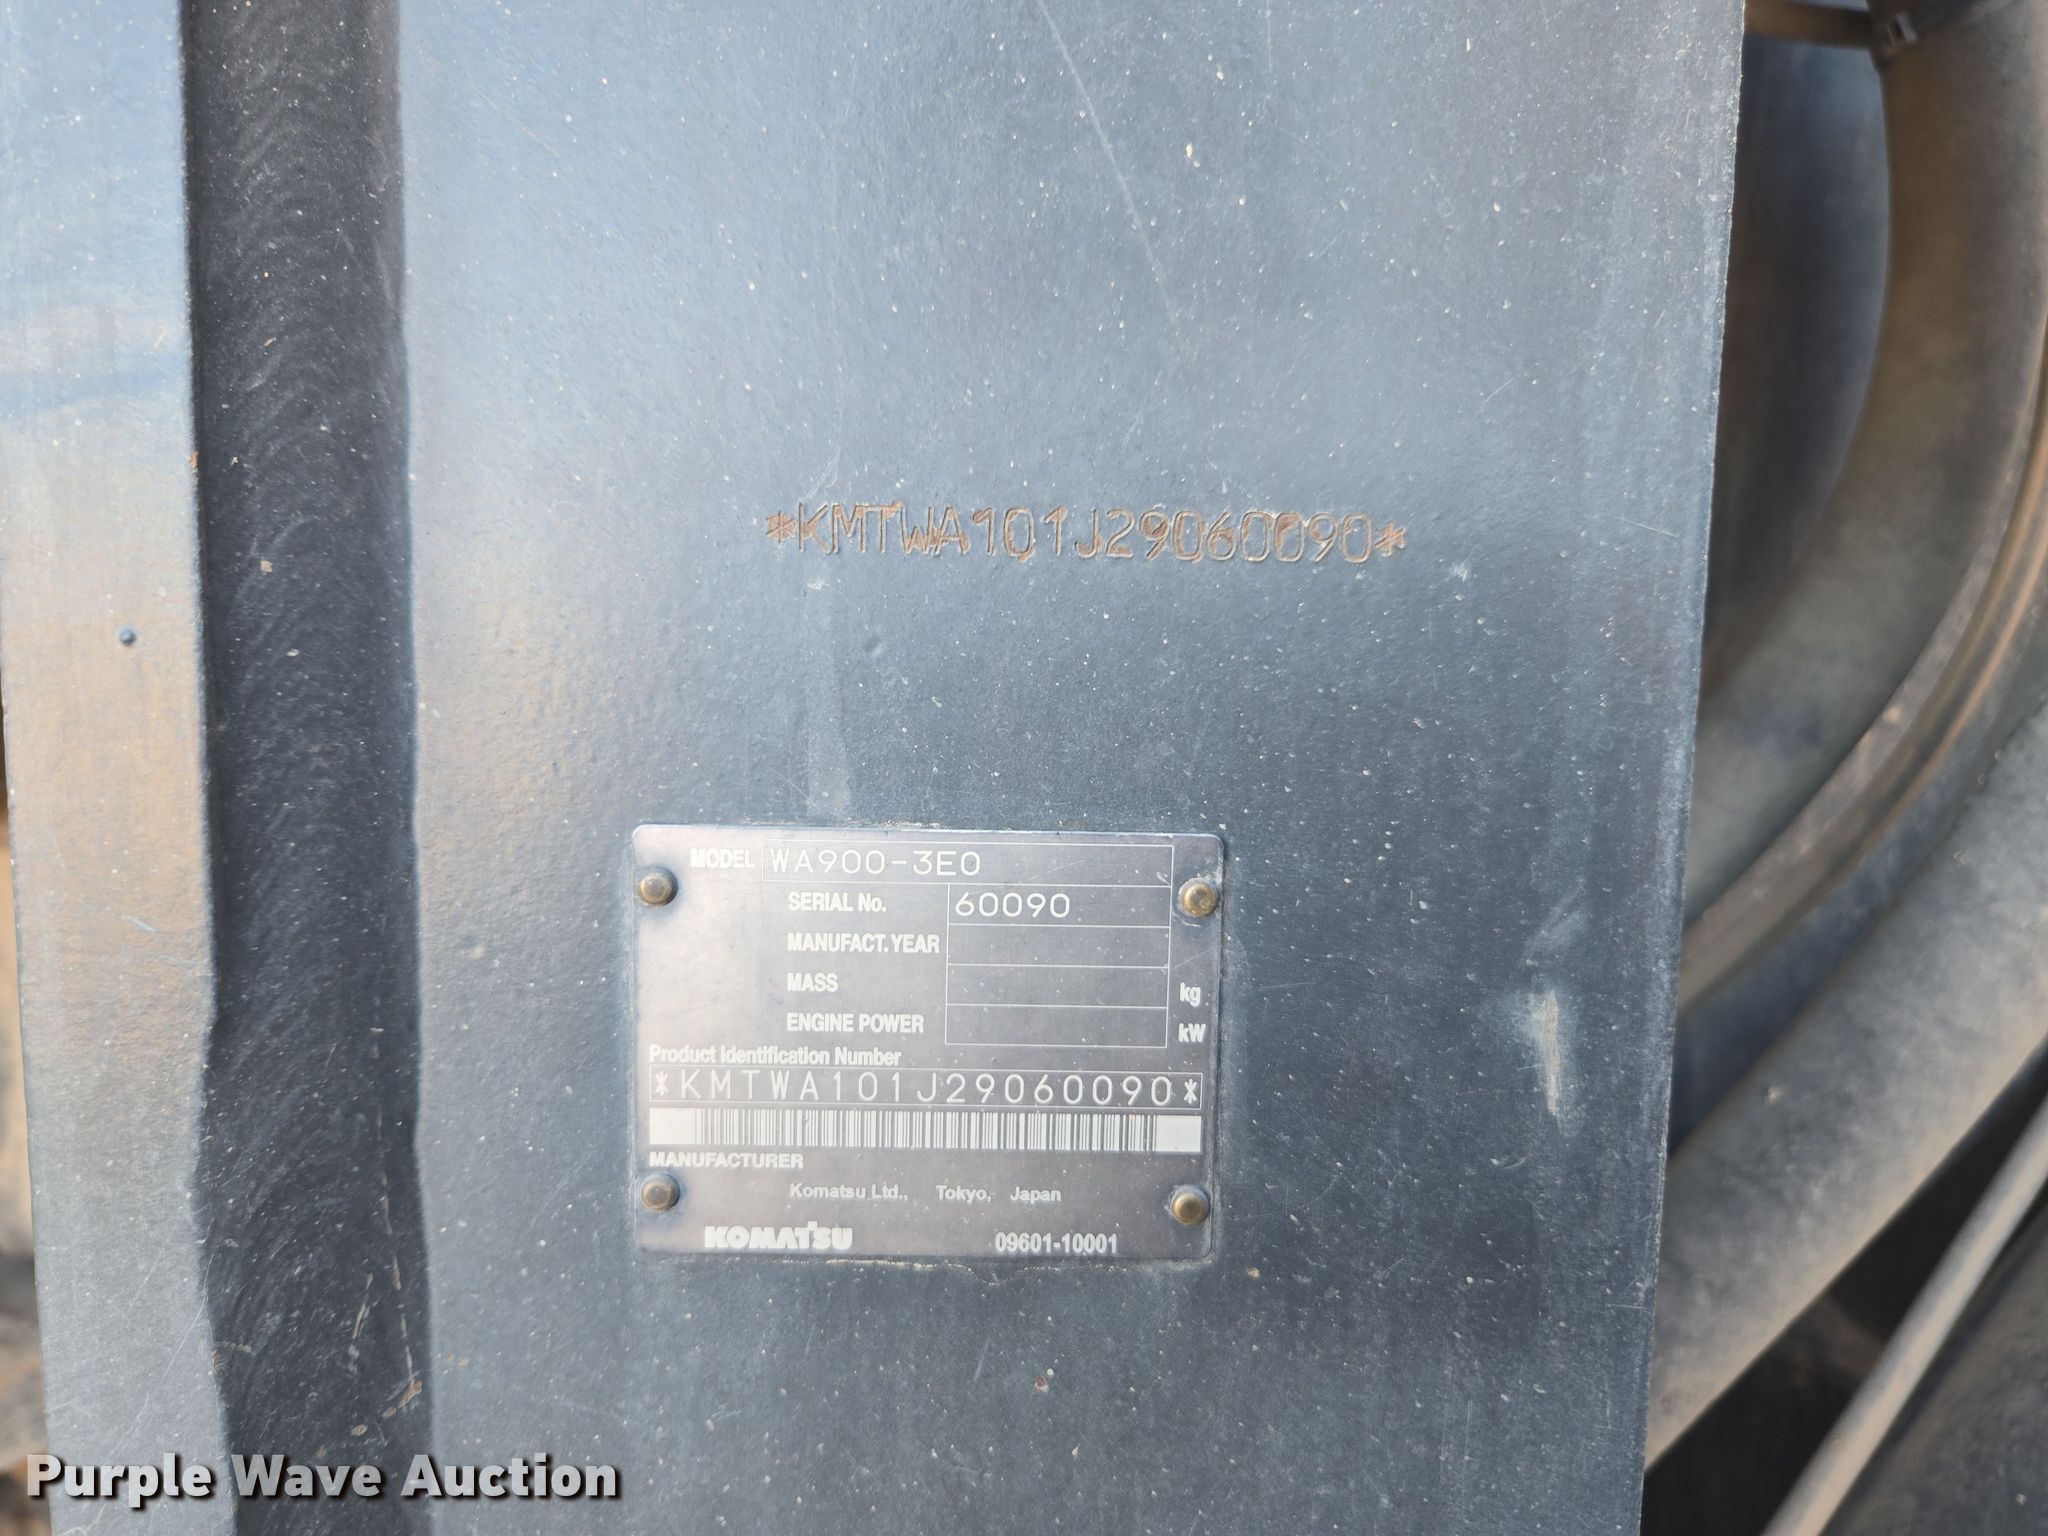 *KMTWA101J29060090*
MODEL WA900-3E0
SERIAL No. 60090
MANUFACT. YEAR
MASS kg
ENGINE POWER kW
Product Identification Number
*KMTWA101J29060090*
MANUFACTURER
Komatsu Ltd., Tokyo, Japan
KOMATSU 09601-10001
Purple Wave Auction